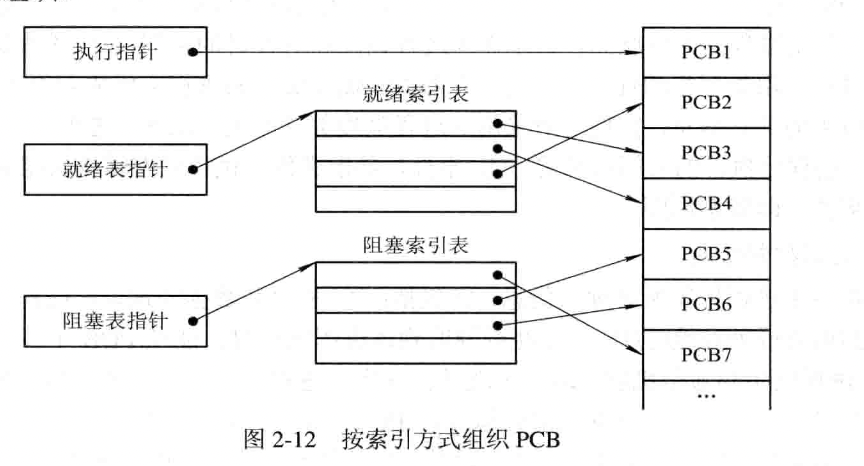 执行指针
PCB1
就绪索引表
PCB2
就绪表指针
PCB3
PCB4
阻塞索引表
PCB5
阻塞表指针
PCB6
PCB7
...
图 2-12 按索引方式组织 PCB